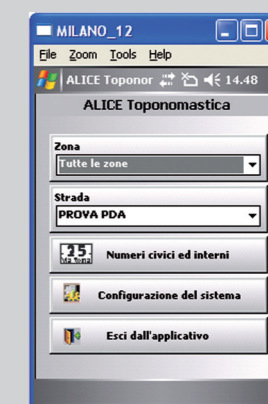 MILANO_12
File Zoom Tools Help
ALICE Toponor 14.48
ALICE Toponomastica
Zona
Tutte le zone
Strada
PROVA PDA
25 Numeri civici ed interni
Configurazione del sistema
Esci dall'applicativo